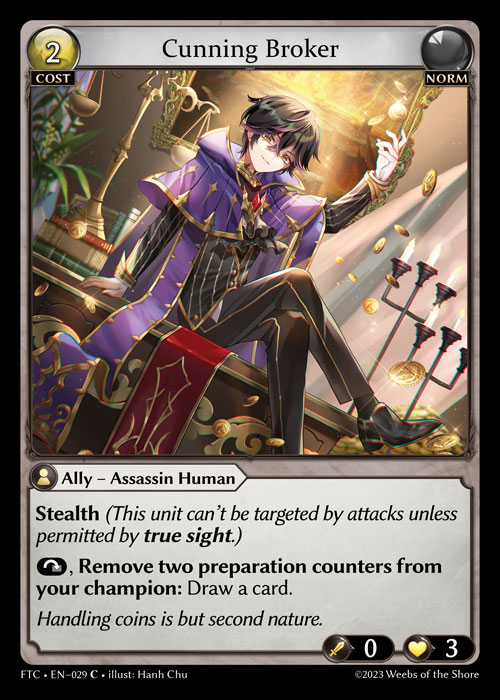 2
Cunning Broker
COST
NORM
Ally – Assassin Human
Stealth (This unit can't be targeted by attacks unless
permitted by true sight.)
, Remove two preparation counters from
your champion: Draw a card.
Handling coins is but second nature.
0
3
FTC • EN–029 C • illust: Hanh Chu
©2023 Weebs of the Shore